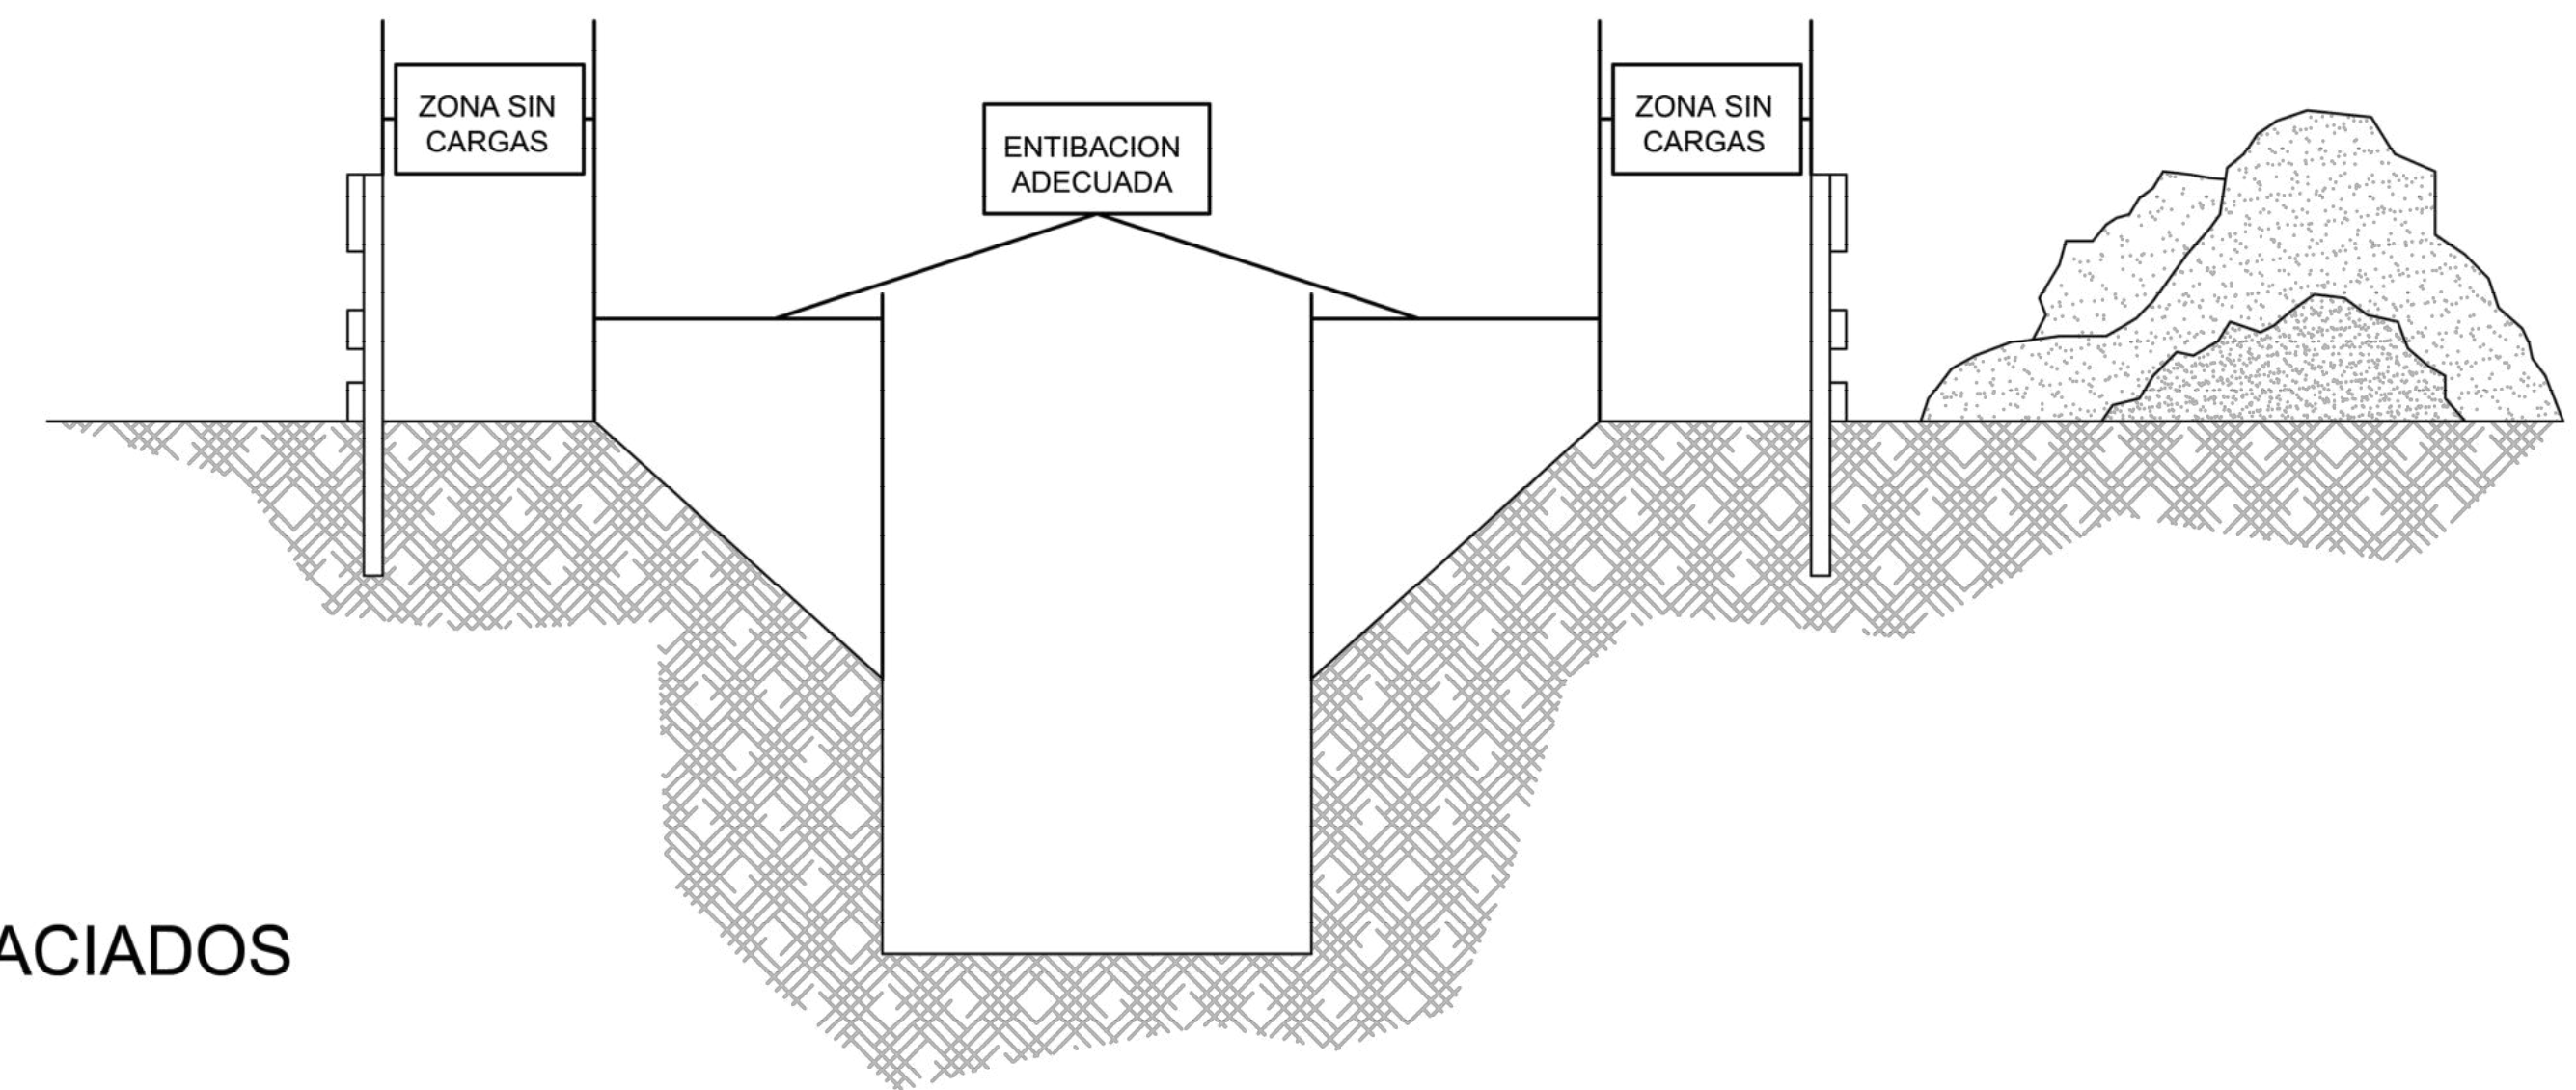 ZONA SIN
CARGAS
ENTIBACION
ADECUADA
ZONA SIN
CARGAS
ACIADOS